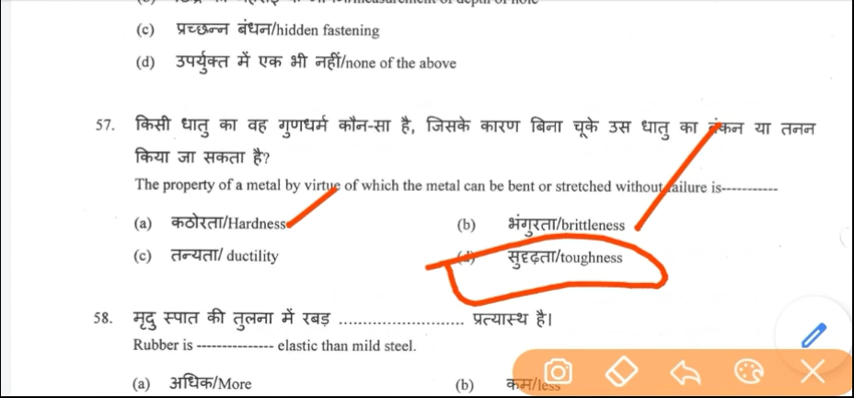 (c) प्रच्छन्न बंधन/hidden fastening
(d) उपर्युक्त में एक भी नहीं/none of the above
57. किसी धातु का वह गुणधर्म कौन-सा है, जिसके कारण बिना चूके उस धातु का बंकन या तनन
किया जा सकता है?
The property of a metal by virtue of which the metal can be bent or stretched without failure is-----------
(a) कठोरता/Hardness (b) भंगुरता/brittleness
(c) तन्यता/ ductility (d) सुदृढ़ता/toughness
58. मृदु स्पात की तुलना में रबड़ ......................... प्रत्यास्थ है।
Rubber is --------------- elastic than mild steel.
(a) अधिक/More (b) कम/less